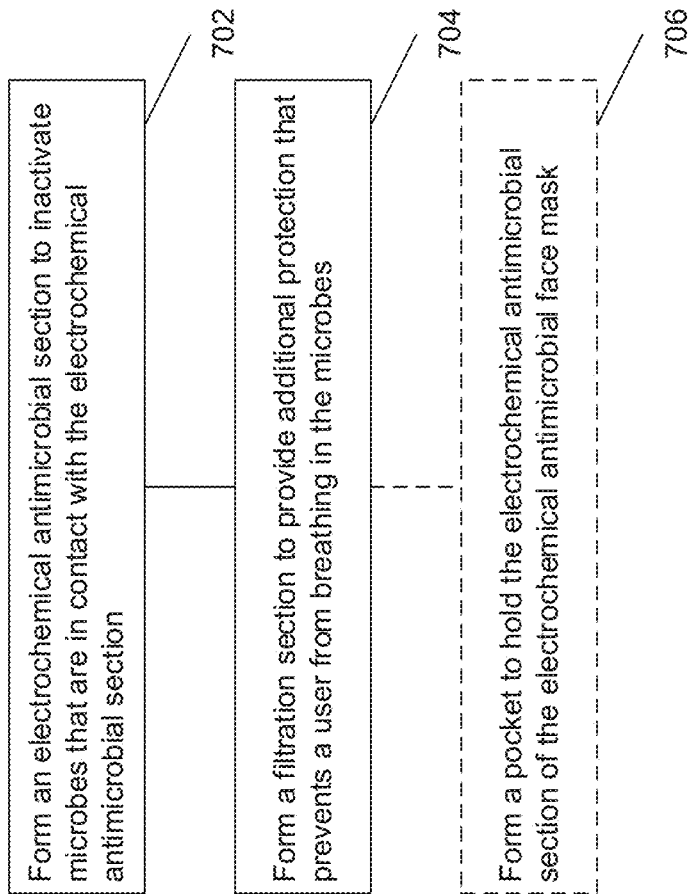 Form an electrochemical antimicrobial section to inactivate
microbes that are in contact with the electrochemical
antimicrobial section
702
Form a filtration section to provide additional protection that
prevents a user from breathing in the microbes
704
Form a pocket to hold the electrochemical antimicrobial
section of the electrochemical antimicrobial face mask
706